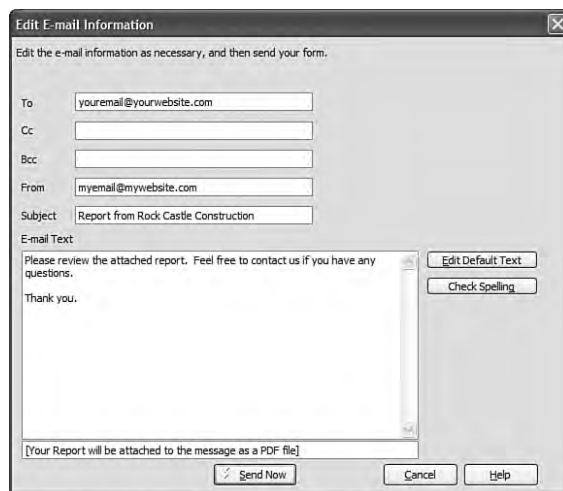 Edit E-mail Information
Edit the e-mail information as necessary, and then send your form.
To youremail@yourwebsite.com
Cc
Bcc
From myemail@mywebsite.com
Subject Report from Rock Castle Construction
E-mail Text
Please review the attached report. Feel free to contact us if you have any
questions.
Thank you.
Edit Default Text
Check Spelling
[Your Report will be attached to the message as a PDF file]
Send Now Cancel Help